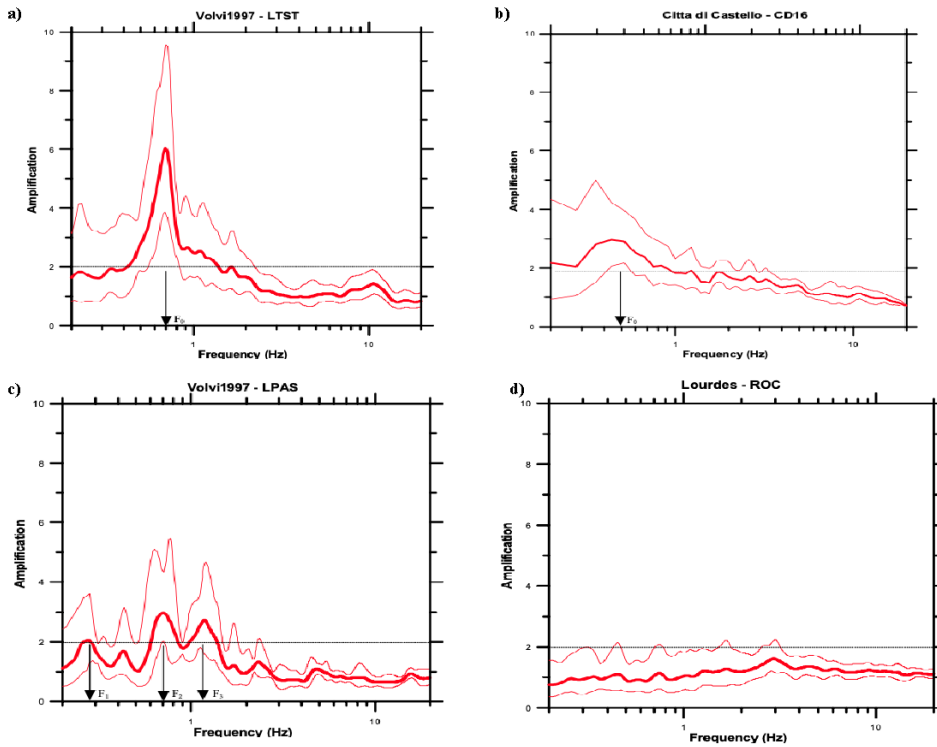 a)
Volvi1997 - LTST
10
8
6
4
2
0
Amplification
F₀
1
10
Frequency (Hz)
b)
Citta di Castello - CD16
10
8
6
4
2
0
Amplification
F₀
1
10
Frequency (Hz)
c)
Volvi1997 - LPAS
10
8
6
4
2
0
Amplification
F₁
F₂
F₃
1
10
Frequency (Hz)
d)
Lourdes - ROC
10
8
6
4
2
0
Amplification
1
10
Frequency (Hz)